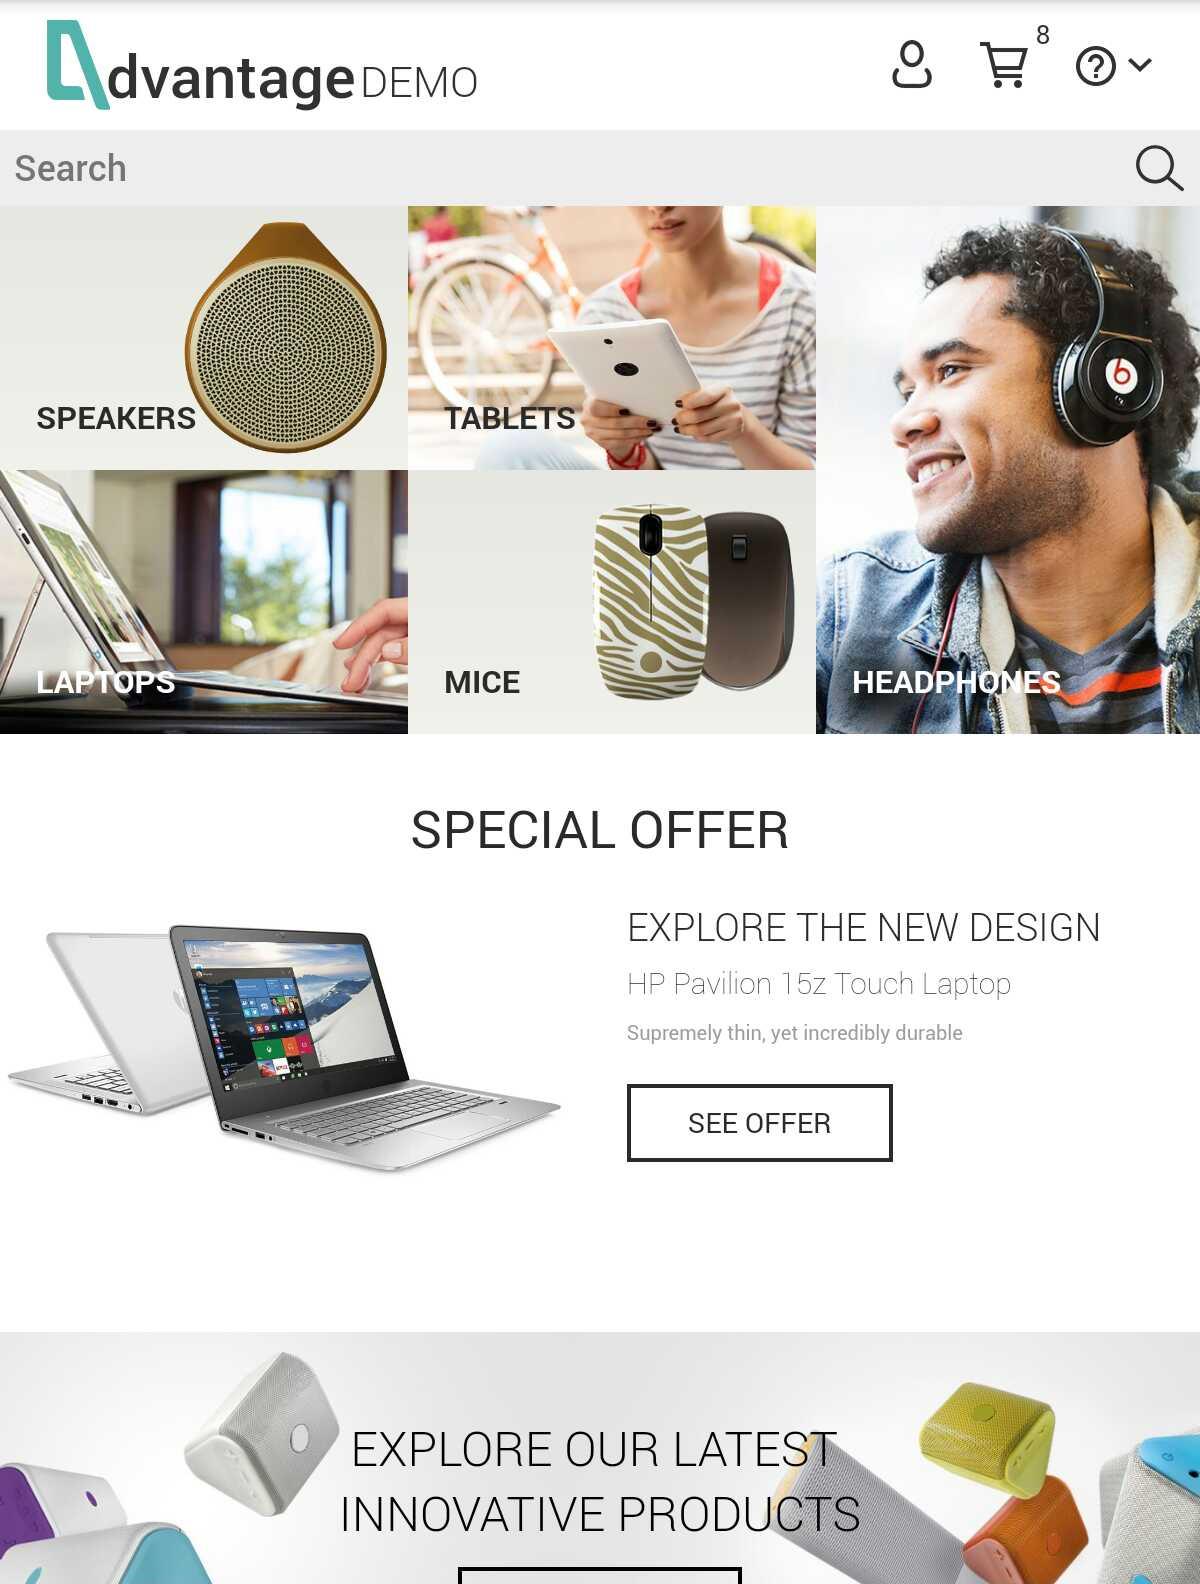 dvantage DEMO
8
Search
SPEAKERS
TABLETS
LAPTOPS
MICE
HEADPHONES
SPECIAL OFFER
EXPLORE THE NEW DESIGN
HP Pavilion 15z Touch Laptop
Supremely thin, yet incredibly durable
SEE OFFER
EXPLORE OUR LATEST
INNOVATIVE PRODUCTS